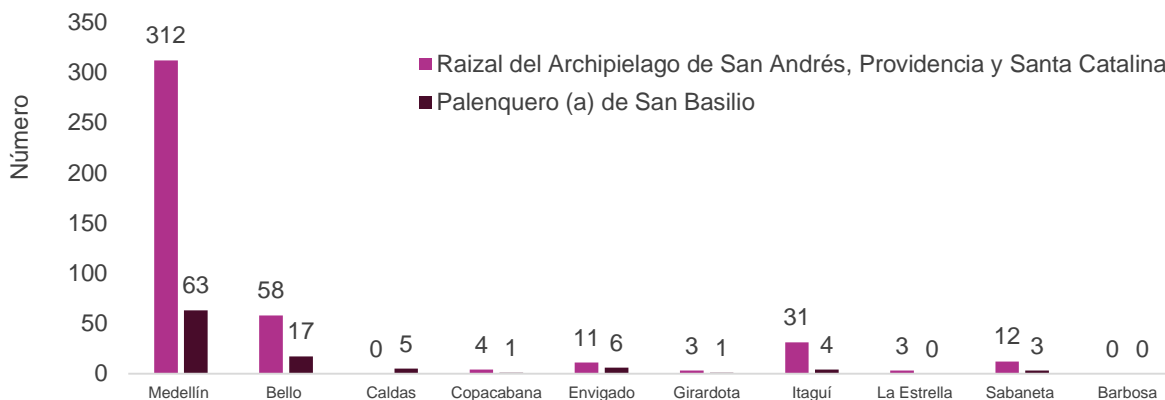 350
300
250
200
150
100
50
0
Número
Raizal del Archipielago de San Andrés, Providencia y Santa Catalina
Palenquero (a) de San Basilio
312
63
58
17
0
5
4
1
11
6
3
1
31
4
3
0
12
3
0
0
Medellín
Bello
Caldas
Copacabana
Envigado
Girardota
Itaguí
La Estrella
Sabaneta
Barbosa